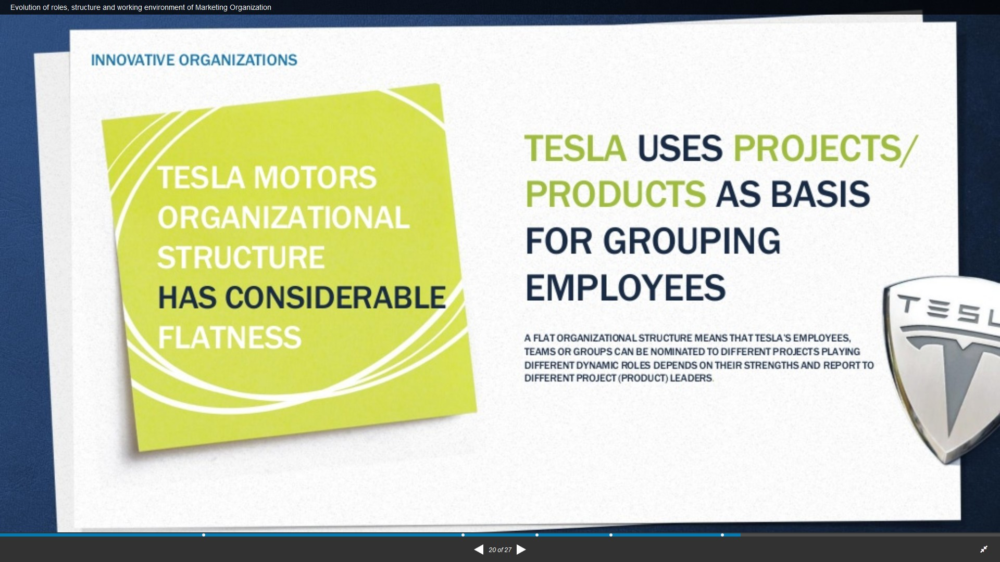 Evolution of roles, structure and working environment of Marketing Organization
INNOVATIVE ORGANIZATIONS
TESLA MOTORS
ORGANIZATIONAL
STRUCTURE
HAS CONSIDERABLE
FLATNESS
TESLA USES PROJECTS/
PRODUCTS AS BASIS
FOR GROUPING
EMPLOYEES
A FLAT ORGANIZATIONAL STRUCTURE MEANS THAT TESLA'S EMPLOYEES,
TEAMS OR GROUPS CAN BE NOMINATED TO DIFFERENT PROJECTS PLAYING
DIFFERENT DYNAMIC ROLES DEPENDS ON THEIR STRENGTHS AND REPORT TO
DIFFERENT PROJECT (PRODUCT) LEADERS.
TESL
20 of 27